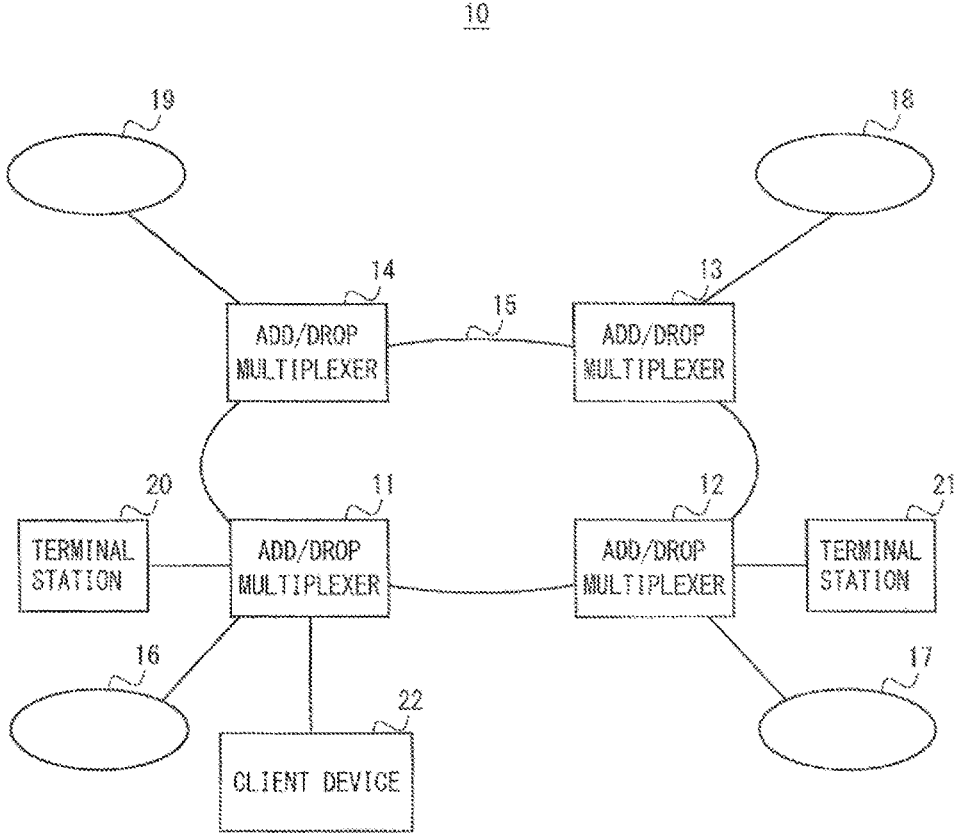 10
19
18
14
13
15
ADD/DROP
MULTIPLEXER
ADD/DROP
MULTIPLEXER
20
11
12
21
TERMINAL
STATION
ADD/DROP
MULTIPLEXER
ADD/DROP
MULTIPLEXER
TERMINAL
STATION
16
17
22
CLIENT DEVICE